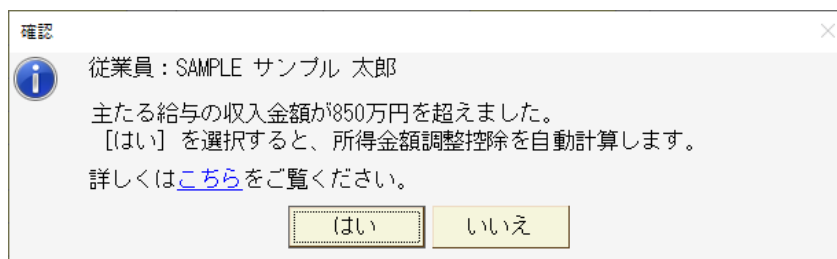 確認
従業員：SAMPLE サンプル 太郎
主たる給与の収入金額が850万円を超えました。
［はい］を選択すると、所得金額調整控除を自動計算します。
詳しくはこちらをご覧ください。
はい いいえ